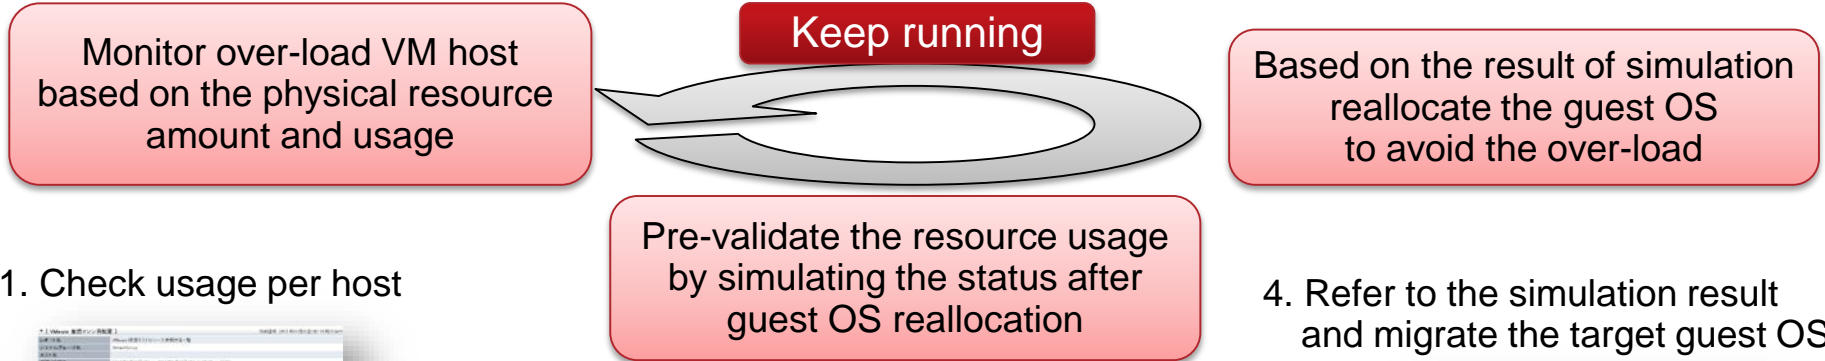 Keep running
Monitor over-load VM host
based on the physical resource
amount and usage
Based on the result of simulation
reallocate the guest OS
to avoid the over-load
Pre-validate the resource usage
by simulating the status after
guest OS reallocation
1. Check usage per host
4. Refer to the simulation result
and migrate the target guest OS